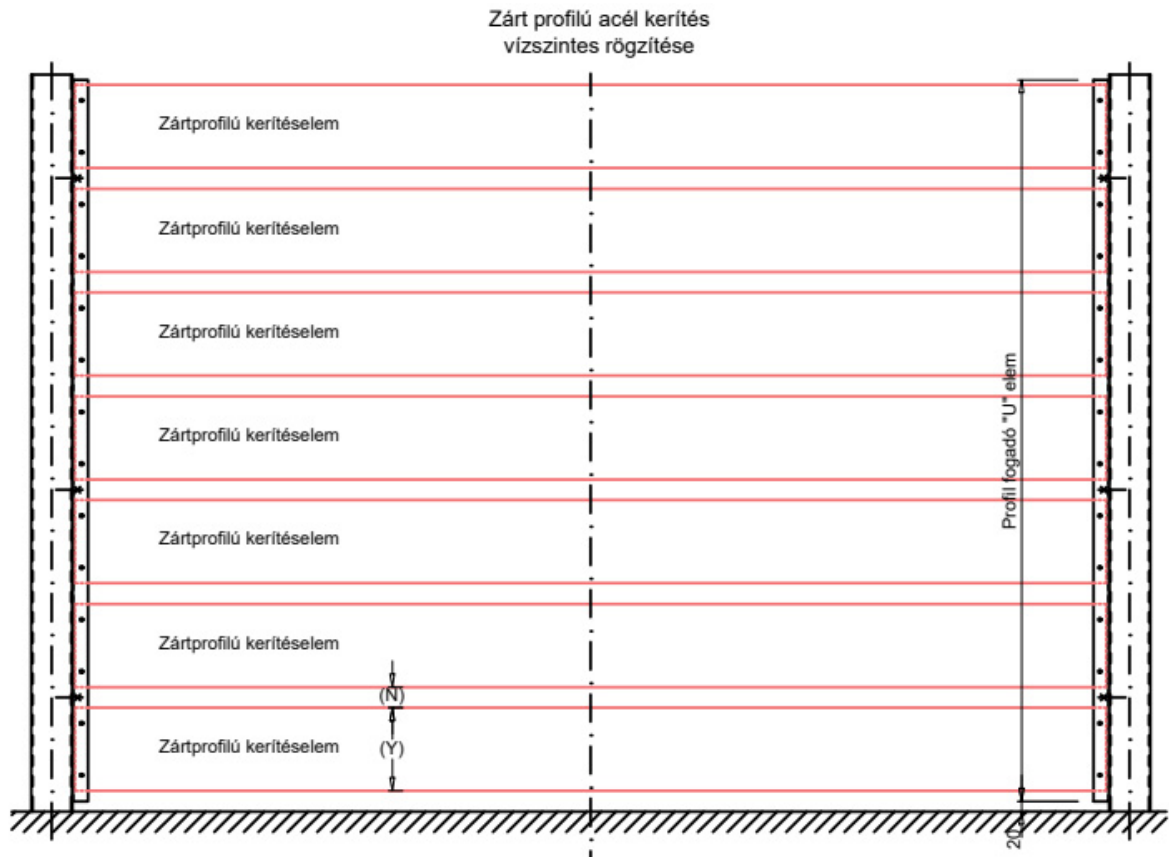 Zárt profilú acél kerítés
vízszintes rögzítése
Zártprofilú kerítéselem
Zártprofilú kerítéselem
Zártprofilú kerítéselem
Zártprofilú kerítéselem
Zártprofilú kerítéselem
Zártprofilú kerítéselem
(N)
(Y)
Zártprofilú kerítéselem
Profil fogadó "U" elem
20